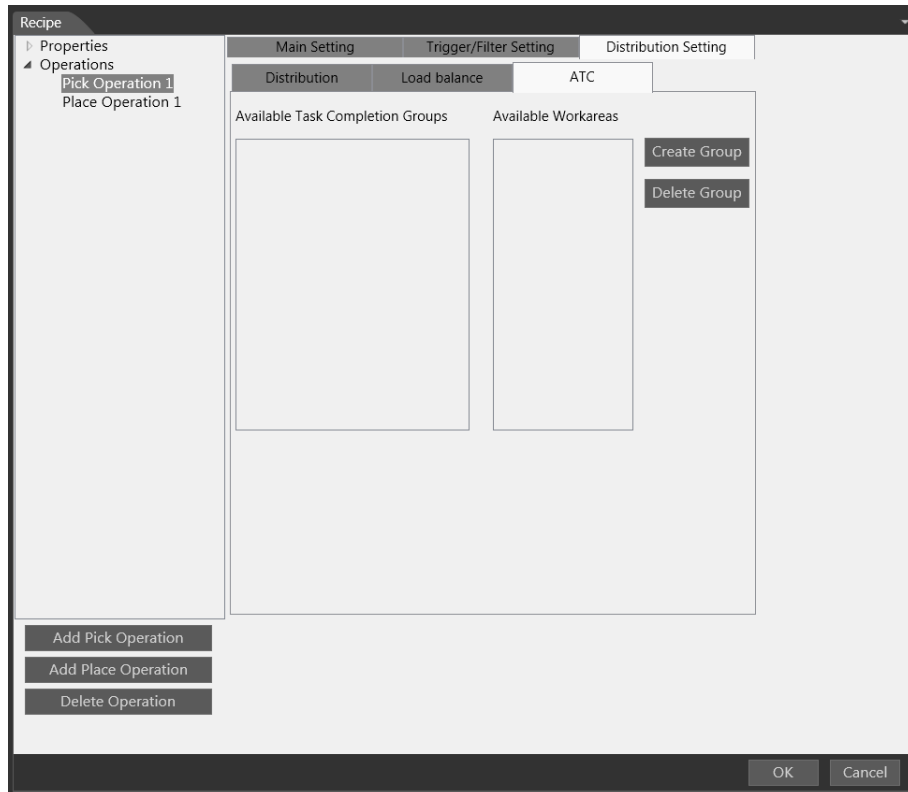 Recipe
Properties
Operations
Pick Operation 1
Place Operation 1
Main Setting
Trigger/Filter Setting
Distribution Setting
Distribution
Load balance
ATC
Available Task Completion Groups
Available Workareas
Create Group
Delete Group
Add Pick Operation
Add Place Operation
Delete Operation
OK
Cancel